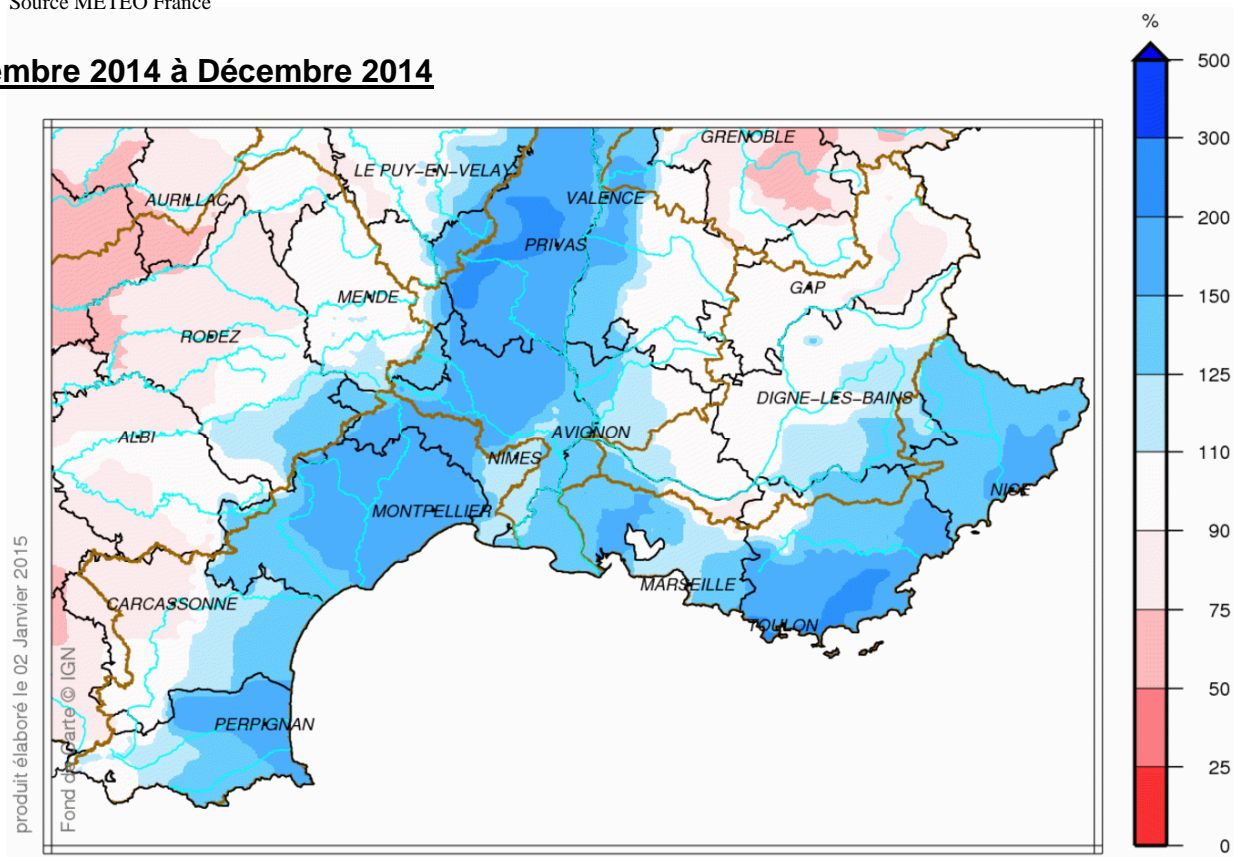 Source METEO France
embre 2014 à Décembre 2014
%
500
300
200
150
125
110
90
75
50
25
0
GRENOBLE
LE PUY-EN-VELAY
AURILLAC
VALENCE
PRIVAS
GAP
MENDE
RODEZ
DIGNE-LES-BAINS
AVIGNON
ALBI
NIMES
NICE
MONTPELLIER
MARSEILLE
CARCASSONNE
TOULON
PERPIGNAN
produit élaboré le 02 Janvier 2015
Fond de Carte © IGN